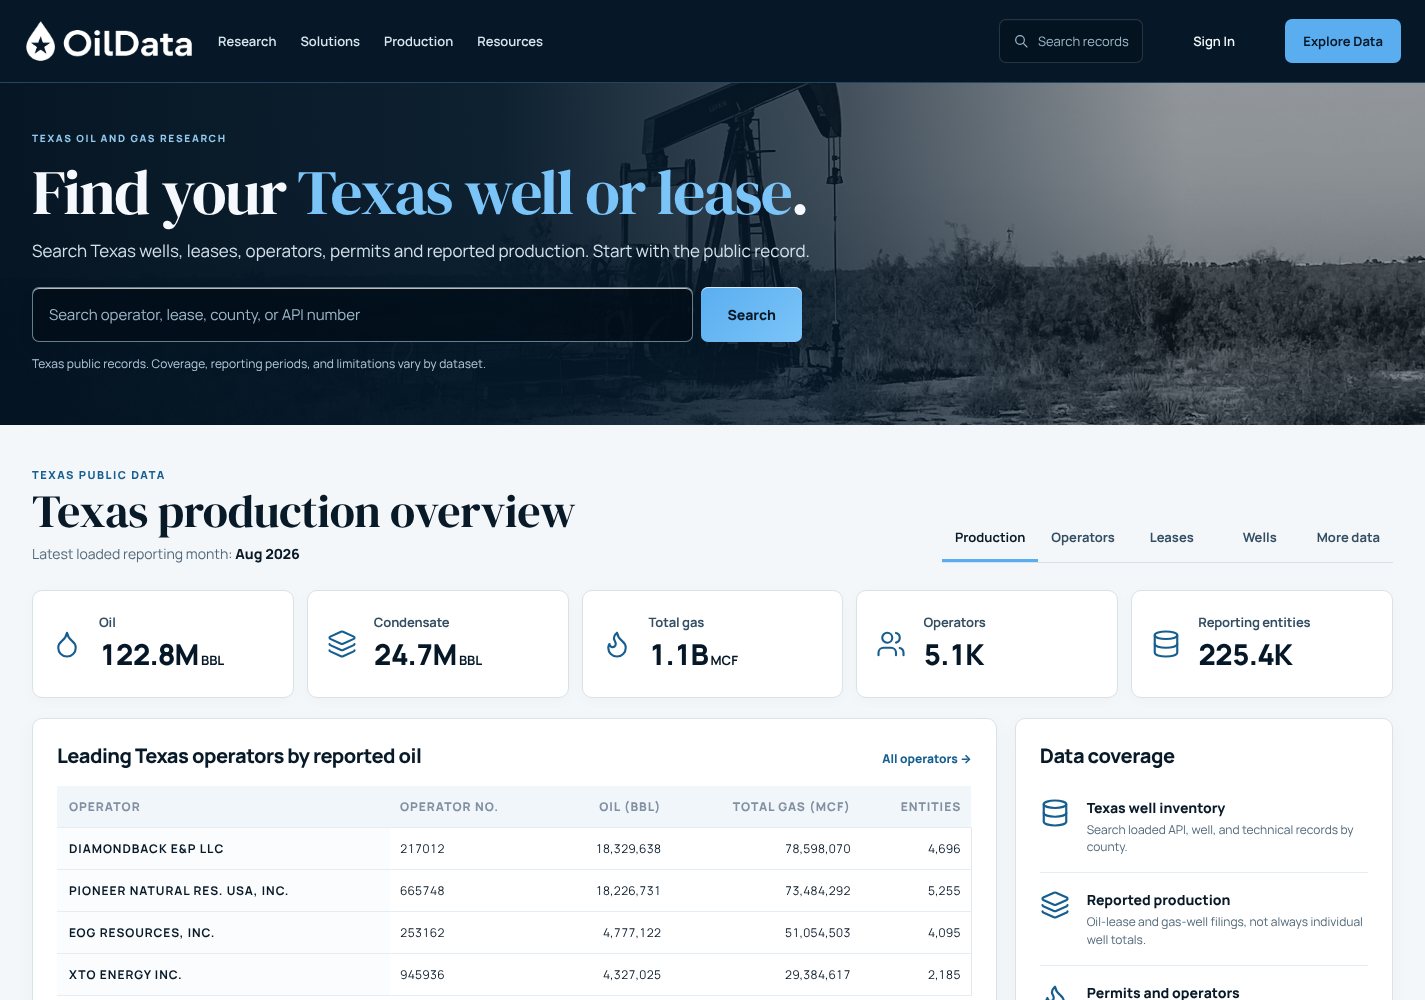 OilData
Research
Solutions
Production
Resources
Search records
Sign In
Explore Data
TEXAS OIL AND GAS RESEARCH
Find your Texas well or lease.
Search Texas wells, leases, operators, permits and reported production. Start with the public record.
Search operator, lease, county, or API number
Search
Texas public records. Coverage, reporting periods, and limitations vary by dataset.
TEXAS PUBLIC DATA
Texas production overview
Latest loaded reporting month: Aug 2026
Production
Operators
Leases
Wells
More data
Oil
122.8M BBL
Condensate
24.7M BBL
Total gas
1.1B MCF
Operators
5.1K
Reporting entities
225.4K
Leading Texas operators by reported oil
All operators →
OPERATOR OPERATOR NO. OIL (BBL) TOTAL GAS (MCF) ENTITIES
DIAMONDBACK E&P LLC 217012 18,329,638 78,598,070 4,696
PIONEER NATURAL RES. USA, INC. 665748 18,226,731 73,484,292 5,255
EOG RESOURCES, INC. 253162 4,777,122 51,054,503 4,095
XTO ENERGY INC. 945936 4,327,025 29,384,617 2,185
Data coverage
Texas well inventory
Search loaded API, well, and technical records by
county.
Reported production
Oil-lease and gas-well filings, not always individual
well totals.
Permits and operators